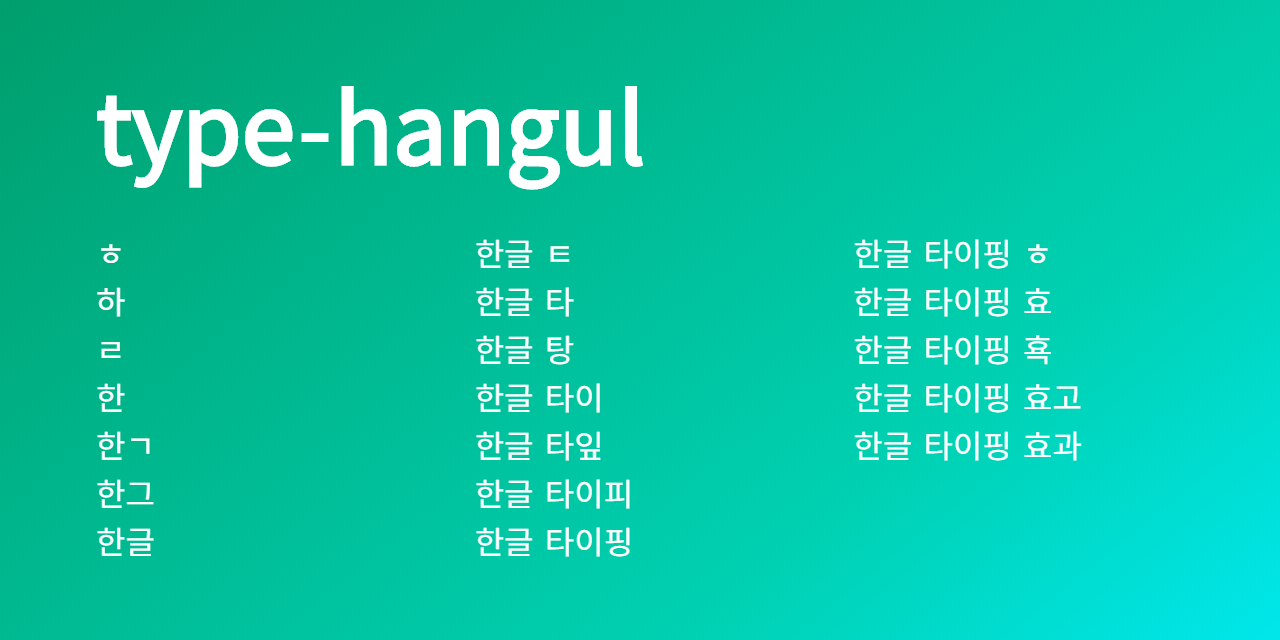 type-hangul
ㅎ
하
ㄹ
한
한ㄱ
한그
한글
한글 ㅌ
한글 타
한글 탕
한글 타이
한글 타잎
한글 타이피
한글 타이핑
한글 타이핑 ㅎ
한글 타이핑 효
한글 타이핑 횩
한글 타이핑 효고
한글 타이핑 효과